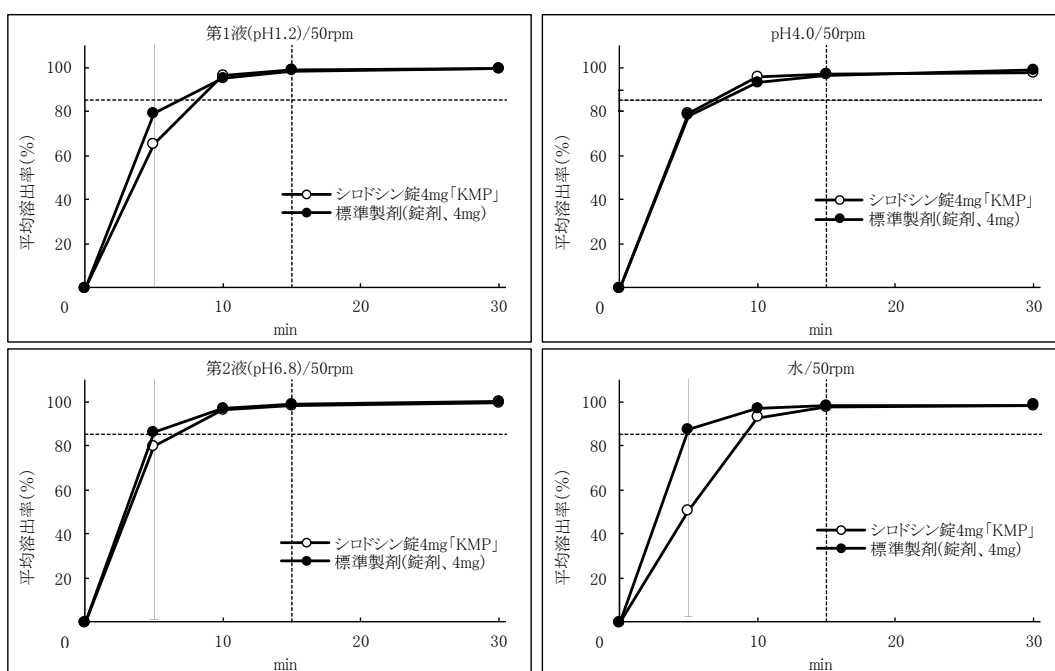 第1液(pH1.2)/50rpm
100
80
60
40
20
0
10
20
30
平均溶出率(%)
min
シロドシン錠4mg「KMP」
標準製剤(錠剤、4mg)
pH4.0/50rpm
100
80
60
40
20
0
10
20
30
平均溶出率(%)
min
シロドシン錠4mg「KMP」
標準製剤(錠剤、4mg)
第2液(pH6.8)/50rpm
100
80
60
40
20
0
10
20
30
平均溶出率(%)
min
シロドシン錠4mg「KMP」
標準製剤(錠剤、4mg)
水/50rpm
100
80
60
40
20
0
10
20
30
平均溶出率(%)
min
シロドシン錠4mg「KMP」
標準製剤(錠剤、4mg)